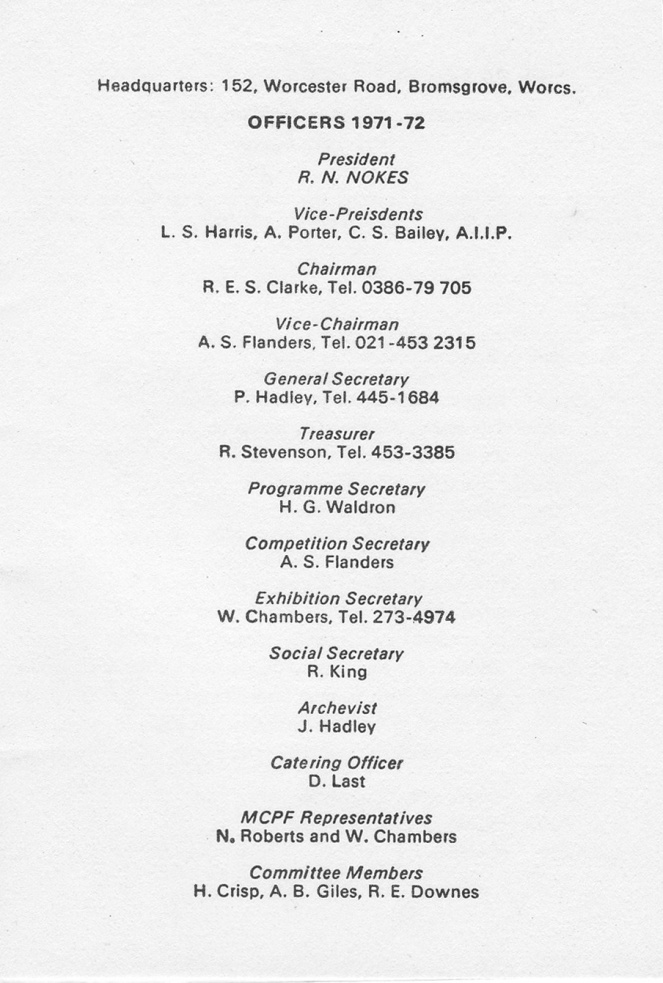 Headquarters: 152, Worcester Road, Bromsgrove, Worcs.
OFFICERS 1971-72
President
R. N. NOKES
Vice-Preisdents
L. S. Harris, A. Porter, C. S. Bailey, A.I.I.P.
Chairman
R. E. S. Clarke, Tel. 0386-79 705
Vice-Chairman
A. S. Flanders, Tel. 021-453 2315
General Secretary
P. Hadley, Tel. 445-1684
Treasurer
R. Stevenson, Tel. 453-3385
Programme Secretary
H. G. Waldron
Competition Secretary
A. S. Flanders
Exhibition Secretary
W. Chambers, Tel. 273-4974
Social Secretary
R. King
Archevist
J. Hadley
Catering Officer
D. Last
MCPF Representatives
N. Roberts and W. Chambers
Committee Members
H. Crisp, A. B. Giles, R. E. Downes